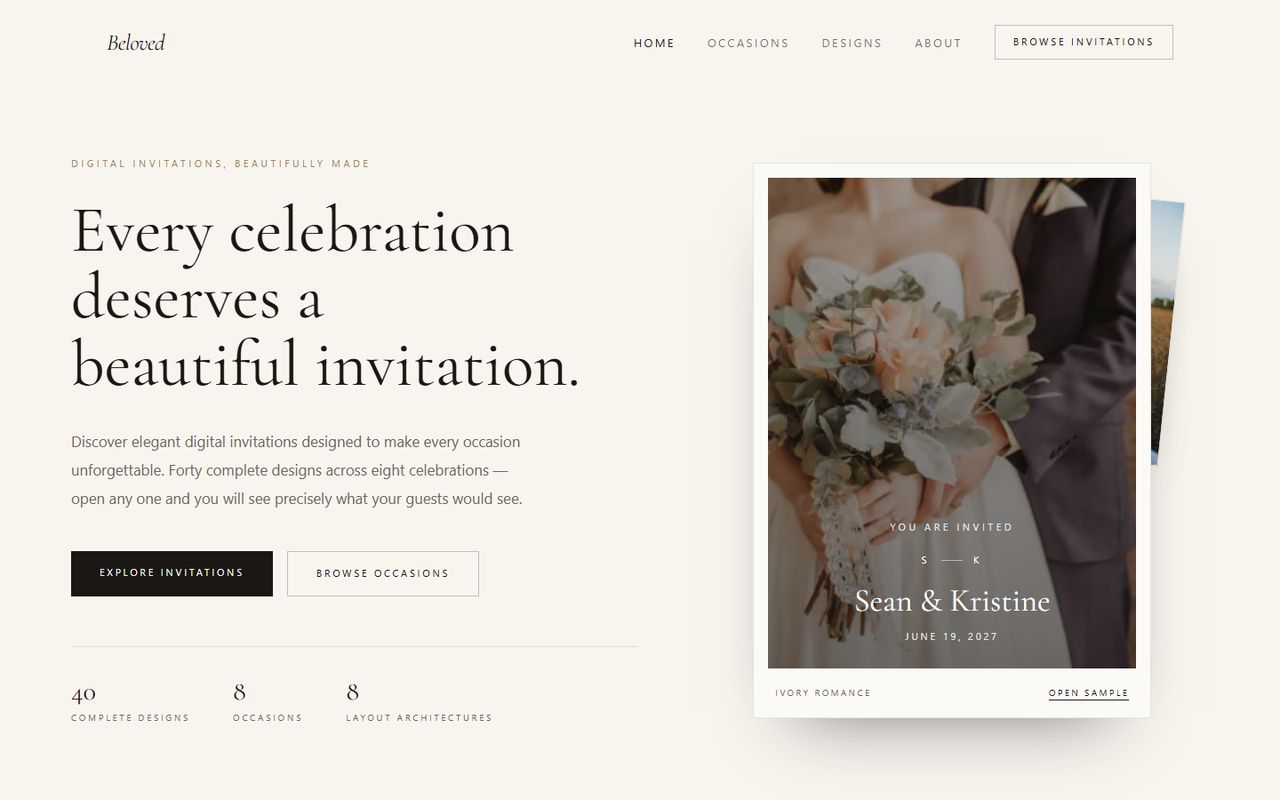 Beloved
HOME
OCCASIONS
DESIGNS
ABOUT
BROWSE INVITATIONS
DIGITAL INVITATIONS, BEAUTIFULLY MADE
Every celebration
deserves a
beautiful invitation.
Discover elegant digital invitations designed to make every occasion
unforgettable. Forty complete designs across eight celebrations —
open any one and you will see precisely what your guests would see.
EXPLORE INVITATIONS
BROWSE OCCASIONS
40
COMPLETE DESIGNS
8
OCCASIONS
8
LAYOUT ARCHITECTURES
YOU ARE INVITED
S — K
Sean & Kristine
JUNE 19, 2027
IVORY ROMANCE
OPEN SAMPLE